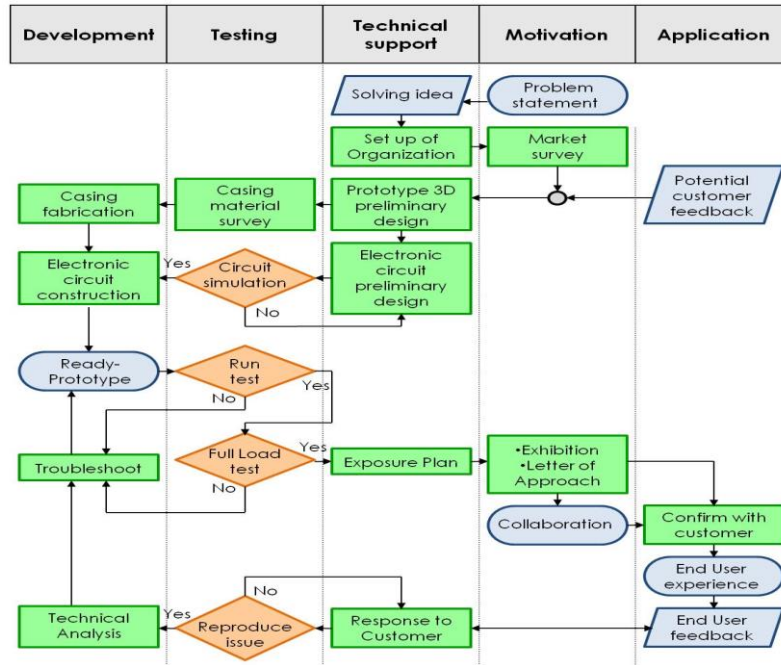 Development
Testing
Technical
support
Motivation
Application
Solving idea
Problem
statement
Set up of
Organization
Market
survey
Casing
fabrication
Casing
material
survey
Prototype 3D
preliminary
design
Potential
customer
feedback
Electronic
circuit
construction
Yes
Circuit
simulation
No
Electronic
circuit
preliminary
design
Ready-
Prototype
Run
test
Yes
No
Troubleshoot
Full Load
test
Yes
No
Exposure Plan
•Exhibition
•Letter of
Approach
Collaboration
Confirm with
customer
End User
experience
No
Technical
Analysis
Yes
Reproduce
issue
Response to
Customer
End User
feedback